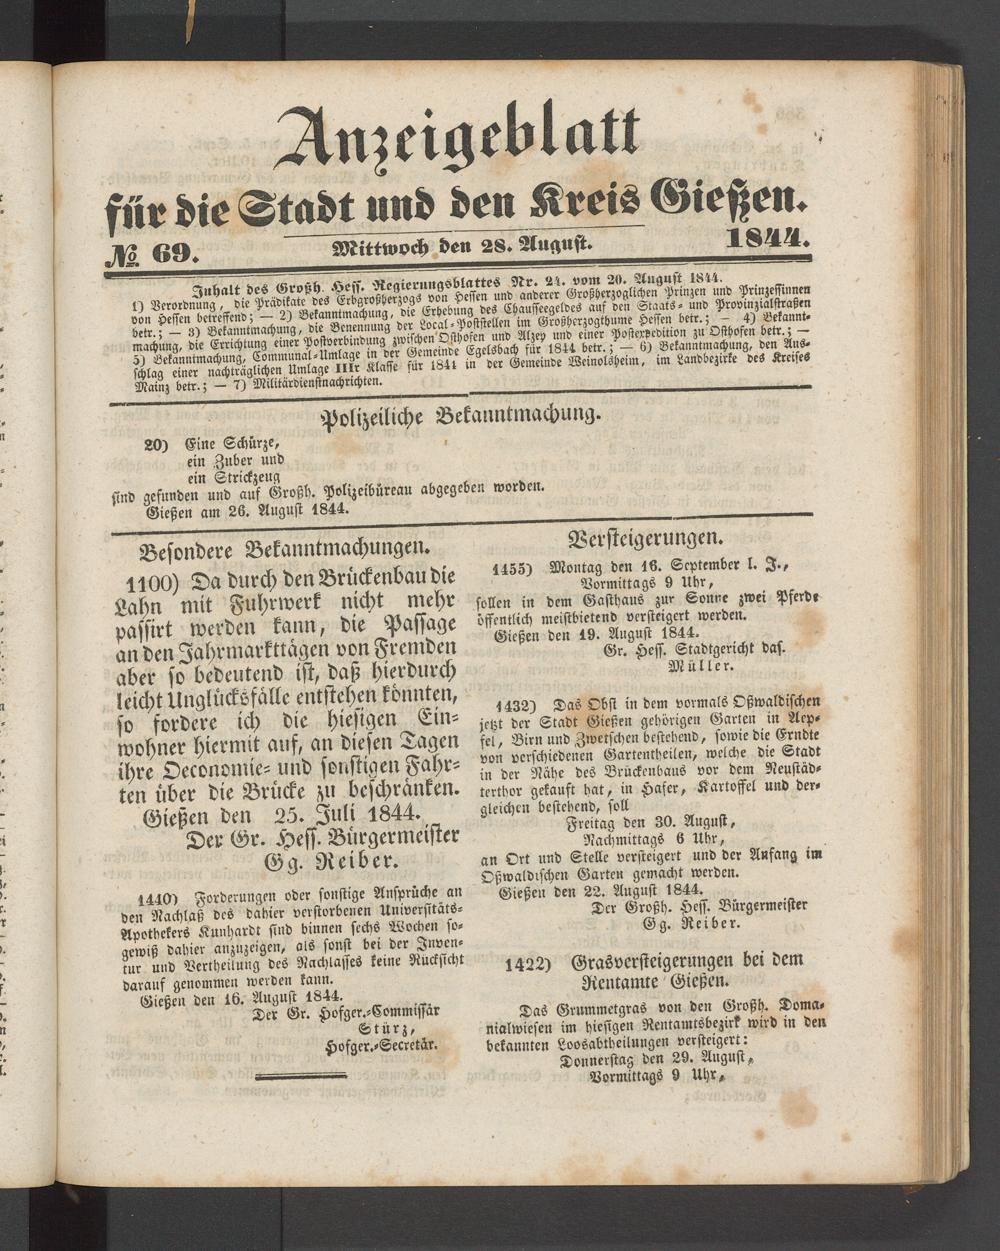 Anzeigeblatt
für die Stadt und den Kreis Gießen.
№ 69. Mittwoch den 28. August. 1844.
Inhalt des Großh. Hess. Regierungsblattes Nr. 24. vom 20. August 1844.
1) Verordnung, die Prädikate des Erbgroßherzogs von Hessen und anderer Großherzoglichen Prinzen und Prinzessinnen
von Hessen betreffend; — 2) Bekanntmachung, die Erhebung des Chausseegeldes auf den Staats- und Provinzialstraßen
betr.; — 3) Bekanntmachung, die Benennung der Local-Poststellen im Großherzogthume Hessen betr.; — 4) Bekannt-
machung, die Errichtung einer Postverbindung zwischen Osthofen und Alzey und einer Postexpedition zu Osthofen betr.; —
5) Bekanntmachung, Communal-Umlage in der Gemeinde Egelsbach für 1844 betr.; — 6) Bekanntmachung, den Aus-
schlag einer nachträglichen Umlage IIIr Klasse für 1844 in der Gemeinde Weinolsheim, im Landbezirke des Kreises
Mainz betr.; — 7) Militärdienstnachrichten.
Polizeiliche Bekanntmachung.
20) Eine Schürze,
ein Zuber und
ein Strickzeug
sind gefunden und auf Großh. Polizeibüreau abgegeben worden.
Gießen am 26. August 1844.
Besondere Bekanntmachungen.
1100) Da durch den Brückenbau die
Lahn mit Fuhrwerk nicht mehr
passirt werden kann, die Passage
an den Jahrmarkttägen von Fremden
aber so bedeutend ist, daß hierdurch
leicht Unglücksfälle entstehen könnten,
so fordere ich die hiesigen Ein-
wohner hiermit auf, an diesen Tagen
ihre Oeconomie- und sonstigen Fahr-
ten über die Brücke zu beschränken.
Gießen den 25. Juli 1844.
Der Gr. Hess. Bürgermeister
Gg. Reiber.
1440) Forderungen oder sonstige Ansprüche an
den Nachlaß des dahier verstorbenen Universitäts-
Apothekers Kunhardt sind binnen sechs Wochen so-
gewiß dahier anzuzeigen, als sonst bei der Inven-
tur und Vertheilung des Nachlasses keine Rücksicht
darauf genommen werden kann.
Gießen den 16. August 1844.
Der Gr. Hofger.-Commissär
Stürz,
Hofger.-Secretär.
Versteigerungen.
1455) Montag den 16. September l. J.,
Vormittags 9 Uhr,
sollen in dem Gasthaus zur Sonne zwei Pferde
öffentlich meistbietend versteigert werden.
Gießen den 19. August 1844.
Gr. Hess. Stadtgericht das.
Müller.
1432) Das Obst in dem vormals Oßwaldischen
jetzt der Stadt Gießen gehörigen Garten in Aep-
fel, Birn und Zwetschen bestehend, sowie die Erndte
von verschiedenen Gartentheilen, welche die Stadt
in der Nähe des Brückenbaus vor dem Neustäd-
terthor gekauft hat, in Hafer, Kartoffel und der-
gleichen bestehend, soll
Freitag den 30. August,
Nachmittags 6 Uhr,
an Ort und Stelle versteigert und der Anfang im
Oßwaldischen Garten gemacht werden.
Gießen den 22. August 1844.
Der Großh. Hess. Bürgermeister
Gg. Reiber.
1422) Grasversteigerungen bei dem
Rentamte Gießen.
Das Grummetgras von den Großh. Doma-
nialwiesen im hiesigen Rentamtsbezirk wird in den
bekannten Loosabtheilungen versteigert:
Donnerstag den 29. August,
Vormittags 9 Uhr,